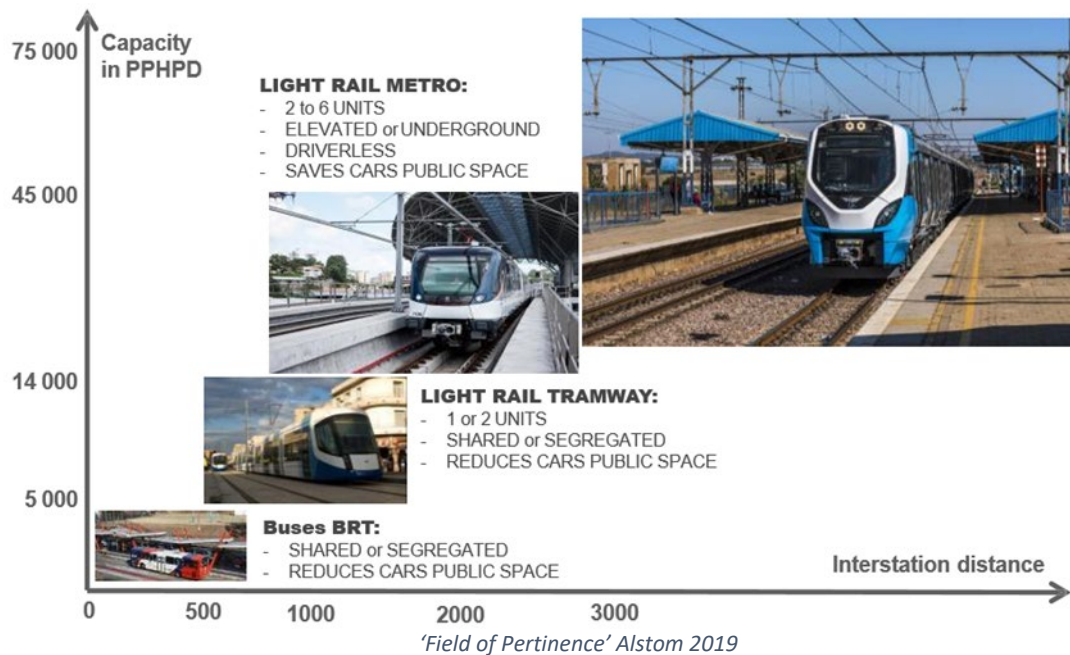 75 000
Capacity
in PPHPD
LIGHT RAIL METRO:
- 2 to 6 UNITS
- ELEVATED or UNDERGROUND
- DRIVERLESS
- SAVES CARS PUBLIC SPACE
45 000
14 000
LIGHT RAIL TRAMWAY:
- 1 or 2 UNITS
- SHARED or SEGREGATED
- REDUCES CARS PUBLIC SPACE
5 000
Buses BRT:
- SHARED or SEGREGATED
- REDUCES CARS PUBLIC SPACE
Interstation distance
0 500 1000 2000 3000
‘Field of Pertinence’ Alstom 2019